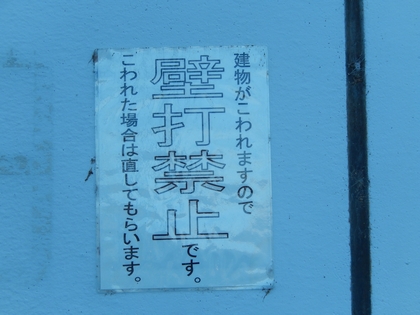 建物がこわれますので
壁打禁止です。
こわれた場合は直してもらいます。